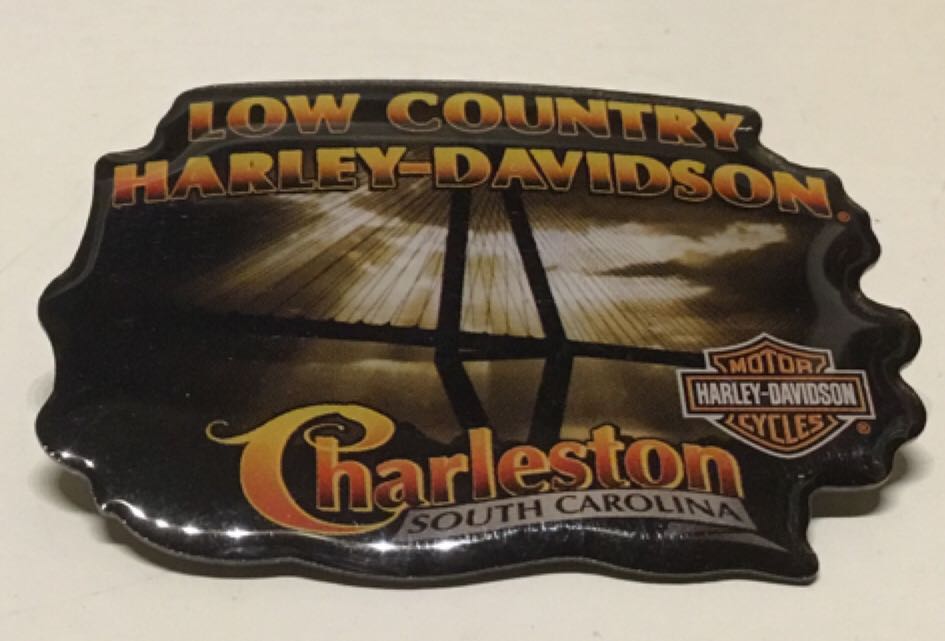 LOW COUNTRY
HARLEY-DAVIDSON®
MOTOR
HARLEY-DAVIDSON
CYCLES®
Charleston
SOUTH CAROLINA